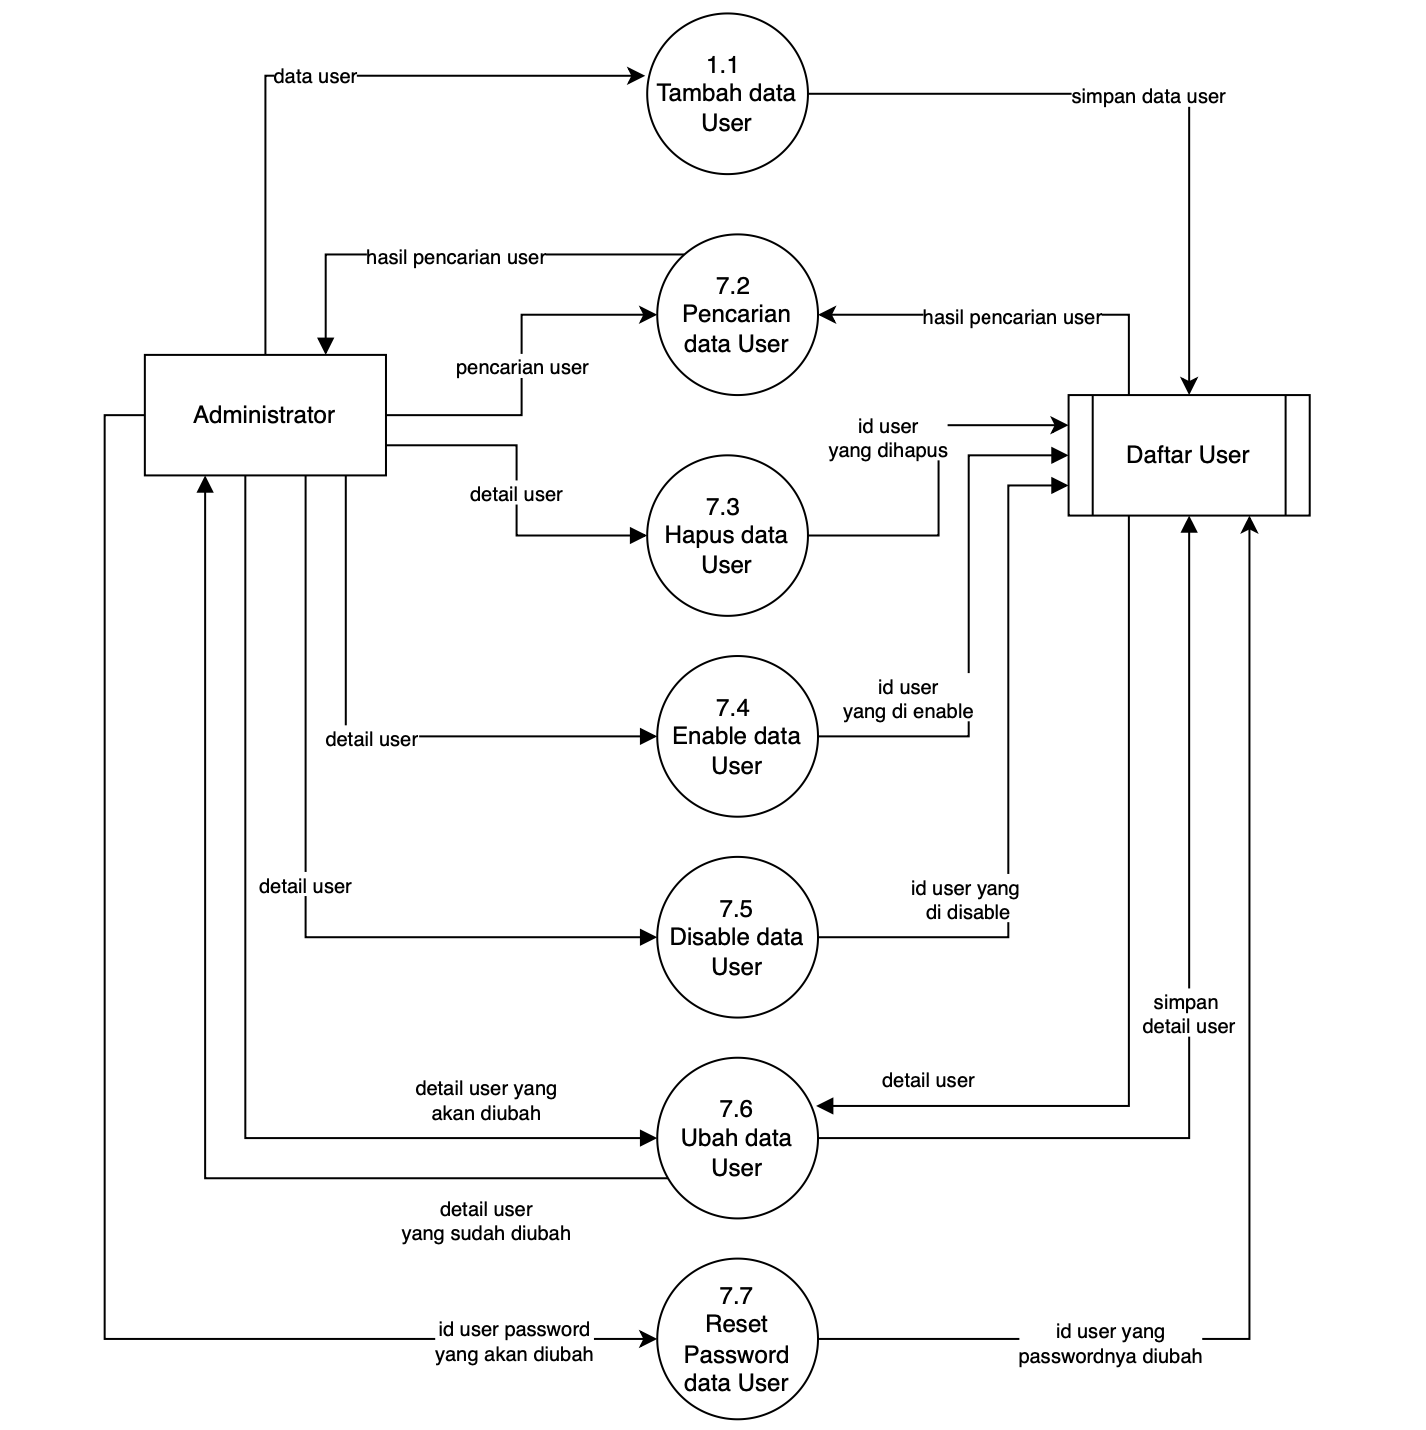 1.1
Tambah data
User
data user
simpan data user
hasil pencarian user
7.2
Pencarian
data User
hasil pencarian user
pencarian user
Administrator
Daftar User
id user
yang dihapus
detail user
7.3
Hapus data
User
id user
yang di enable
7.4
Enable data
User
detail user
detail user
7.5
Disable data
User
id user yang
di disable
simpan
detail user
detail user yang
akan diubah
7.6
Ubah data
User
detail user
detail user
yang sudah diubah
7.7
Reset
Password
data User
id user password
yang akan diubah
id user yang
passwordnya diubah